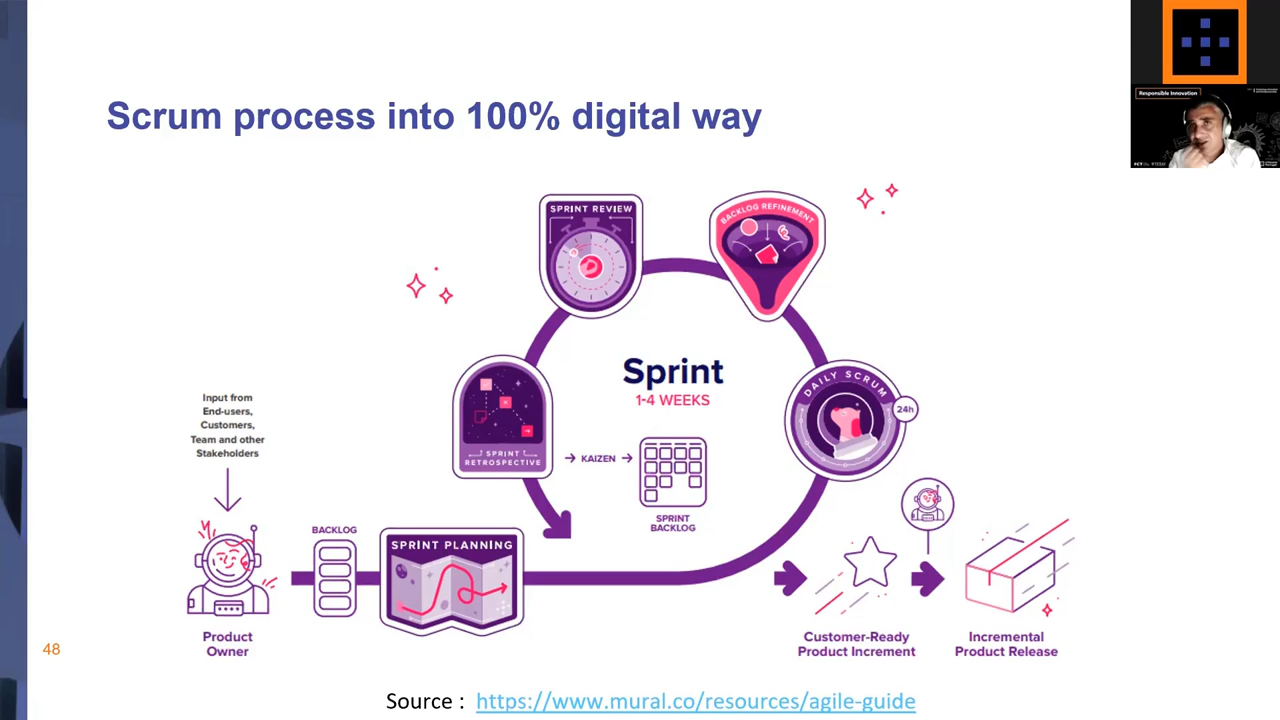 Responsible Innovation
Scrum process into 100% digital way
SPRINT REVIEW
BACKLOG REFINEMENT
DAILY SCRUM
24h
Sprint
1-4 WEEKS
SPRINT
RETROSPECTIVE
KAIZEN
SPRINT
BACKLOG
Input from
End-users,
Customers,
Team and other
Stakeholders
BACKLOG
SPRINT PLANNING
Product
Owner
Customer-Ready
Product Increment
Incremental
Product Release
48
Source : https://www.mural.co/resources/agile-guide